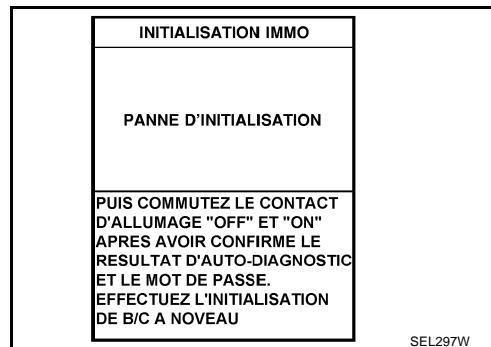 INITIALISATION IMMO
PANNE D'INITIALISATION
PUIS COMMUTEZ LE CONTACT
D'ALLUMAGE "OFF" ET "ON"
APRES AVOIR CONFIRME LE
RESULTAT D'AUTO-DIAGNOSTIC
ET LE MOT DE PASSE.
EFFECTUEZ L'INITIALISATION
DE B/C A NOVEAU
SEL297W